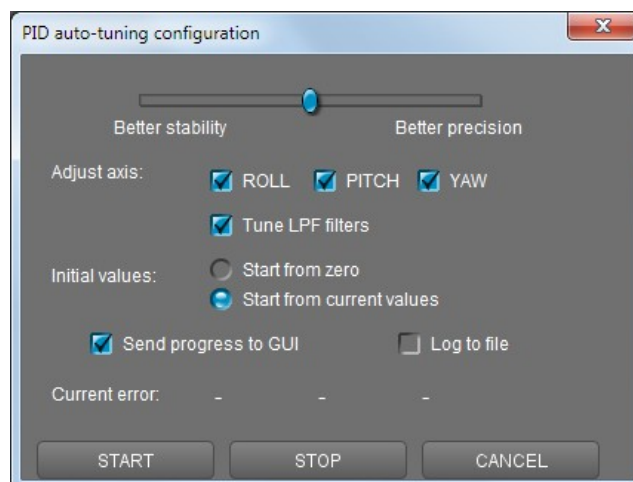 PID auto-tuning configuration
Better stability Better precision
Adjust axis: ROLL PITCH YAW
Tune LPF filters
Initial values: Start from zero
Start from current values
Send progress to GUI Log to file
Current error: - - -
START STOP CANCEL